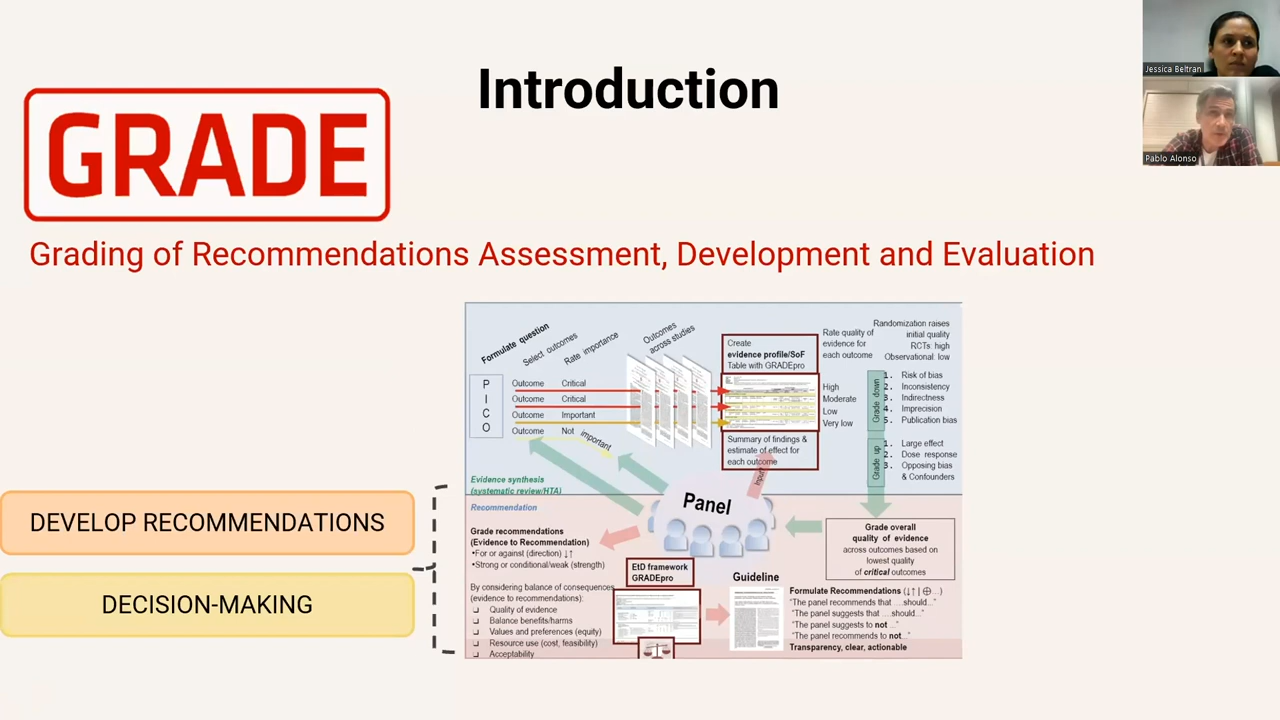 Introduction
Jessica Beltran
Pablo Alonso
GRADE
Grading of Recommendations Assessment, Development and Evaluation
DEVELOP RECOMMENDATIONS
DECISION-MAKING
Formulate question
Select outcomes
Rate importance
Outcomes
across studies
P
I
C
O
Outcome Critical
Outcome Critical
Outcome Important
Outcome Not important
Create
evidence profile/SoF
Table with GRADEpro
Summary of findings &
estimate of effect for
each outcome
Rate quality of
evidence for
each outcome
High
Moderate
Low
Very low
Randomization raises
initial quality
RCTs: high
Observational: low
Grade down
1. Risk of bias
2. Inconsistency
3. Indirectness
4. Imprecision
5. Publication bias
Grade up
1. Large effect
2. Dose response
3. Opposing bias
& Confounders
Evidence synthesis
(systematic review/HTA)
Recommendation
Panel
Grade recommendations
(Evidence to Recommendation)
•For or against (direction) ↓↑
•Strong or conditional/weak (strength)
By considering balance of consequences
(evidence to recommendations):
❑ Quality of evidence
❑ Balance benefits/harms
❑ Values and preferences (equity)
❑ Resource use (cost, feasibility)
❑ Acceptability
EtD framework
GRADEpro
Guideline
Grade overall
quality of evidence
across outcomes based on
lowest quality
of critical outcomes
Formulate Recommendations (↓↑ | ⊕…)
“The panel recommends that ….should…”
“The panel suggests that ….should…”
“The panel suggests to not …”
“The panel recommends to not…”
Transparency, clear, actionable